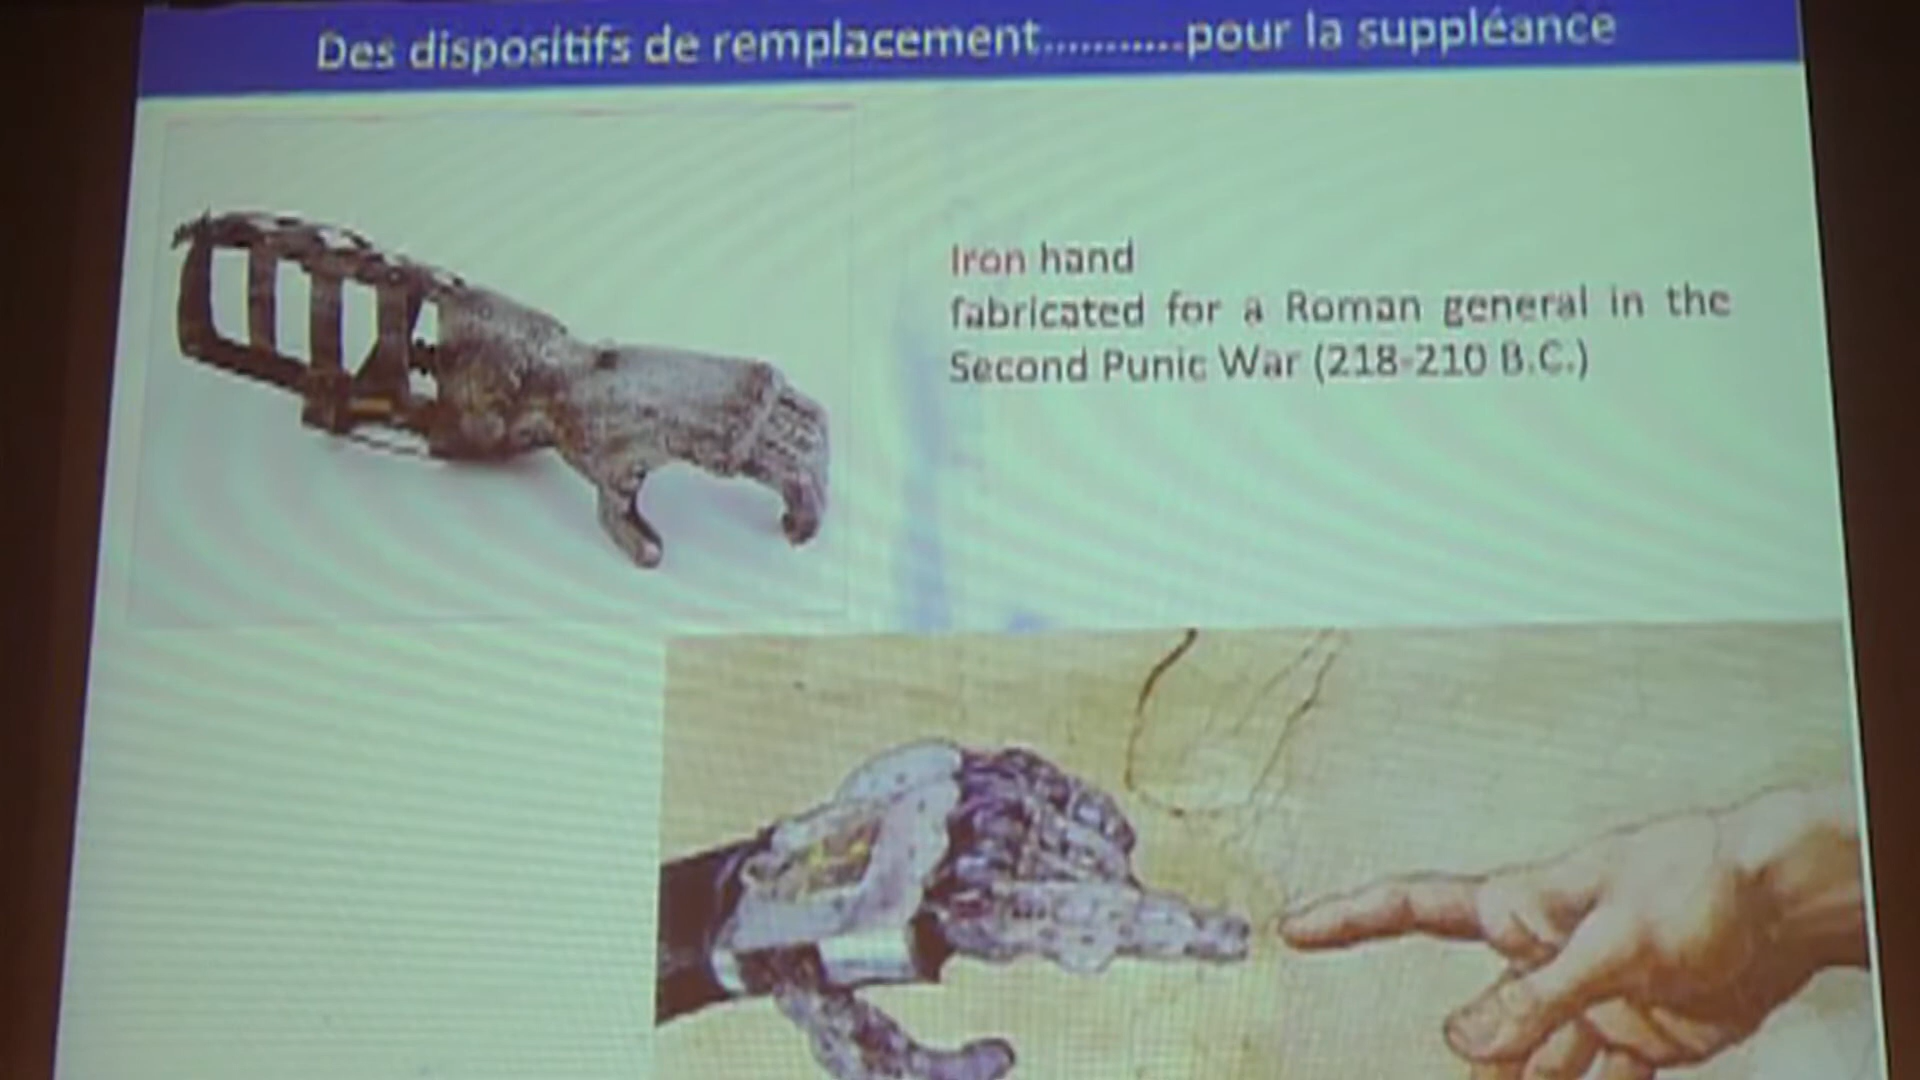 Des dispositifs de remplacement...........pour la suppléance
Iron hand
fabricated for a Roman general in the
Second Punic War (218-210 B.C.)